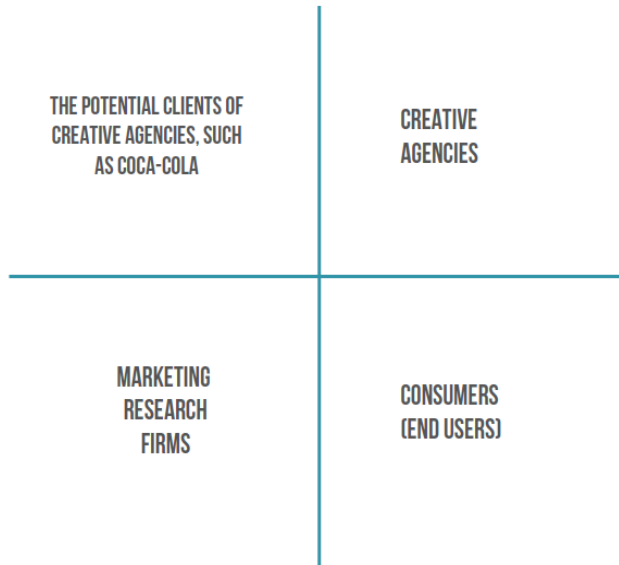 THE POTENTIAL CLIENTS OF
CREATIVE AGENCIES, SUCH
AS COCA-COLA
CREATIVE
AGENCIES
MARKETING
RESEARCH
FIRMS
CONSUMERS
(END USERS)